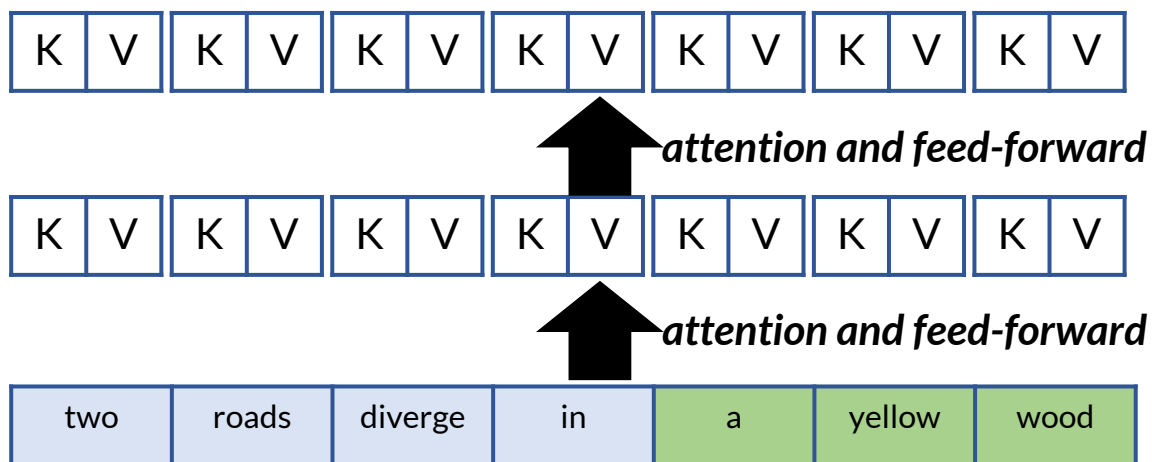 K V K V K V K V K V K V K V
attention and feed-forward
K V K V K V K V K V K V K V
attention and feed-forward
two roads diverge in a yellow wood